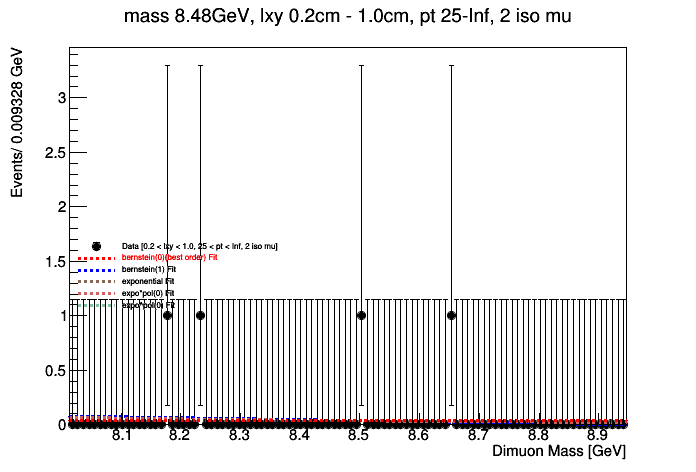 mass 8.48GeV, lxy 0.2cm - 1.0cm, pt 25-Inf, 2 iso mu
Events/ 0.009328 GeV
3
2.5
2
1.5
1
0.5
0
Data [0.2 < lxy < 1.0, 25 < pt < Inf, 2 iso mu]
bernstein(0)(best order) Fit
bernstein(1) Fit
exponential Fit
expo*pol(0) Fit
expo*pol(0) Fit
8.1 8.2 8.3 8.4 8.5 8.6 8.7 8.8 8.9
Dimuon Mass [GeV]